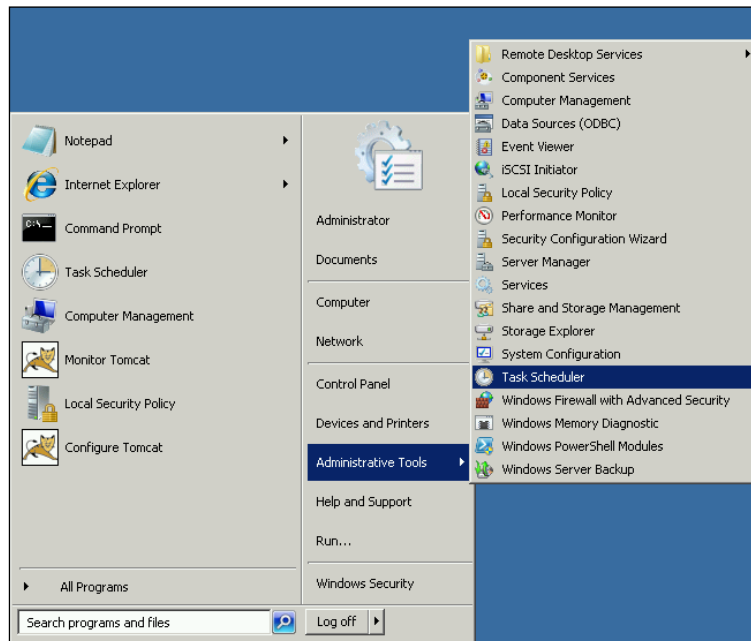 Notepad
Internet Explorer
Command Prompt
Task Scheduler
Computer Management
Monitor Tomcat
Local Security Policy
Configure Tomcat
All Programs
Search programs and files
Administrator
Documents
Computer
Network
Control Panel
Devices and Printers
Administrative Tools
Help and Support
Run...
Windows Security
Log off
Remote Desktop Services
Component Services
Computer Management
Data Sources (ODBC)
Event Viewer
iSCSI Initiator
Local Security Policy
Performance Monitor
Security Configuration Wizard
Server Manager
Services
Share and Storage Management
Storage Explorer
System Configuration
Task Scheduler
Windows Firewall with Advanced Security
Windows Memory Diagnostic
Windows PowerShell Modules
Windows Server Backup